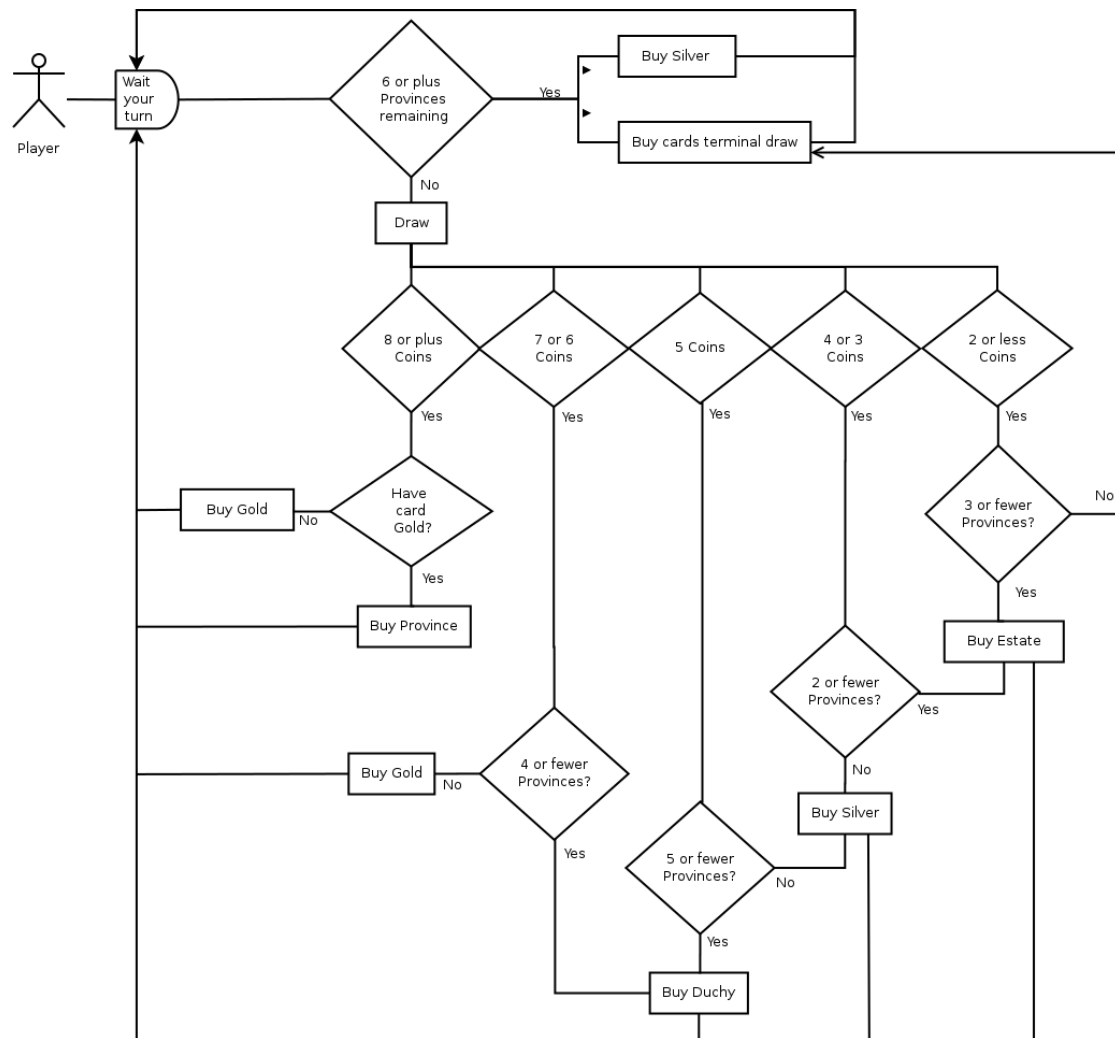 Buy Silver
Wait
your
turn
6 or plus
Provinces
remaining
Yes
Player
Buy cards terminal draw
No
Draw
8 or plus
Coins
7 or 6
Coins
5 Coins
4 or 3
Coins
2 or less
Coins
Yes
Yes
Yes
Yes
Yes
Have
card
Gold?
Buy Gold
No
3 or fewer
Provinces?
No
Yes
Yes
Buy Province
Buy Estate
2 or fewer
Provinces?
Yes
4 or fewer
Provinces?
Buy Gold
No
No
Buy Silver
Yes
5 or fewer
Provinces?
No
Yes
Buy Duchy